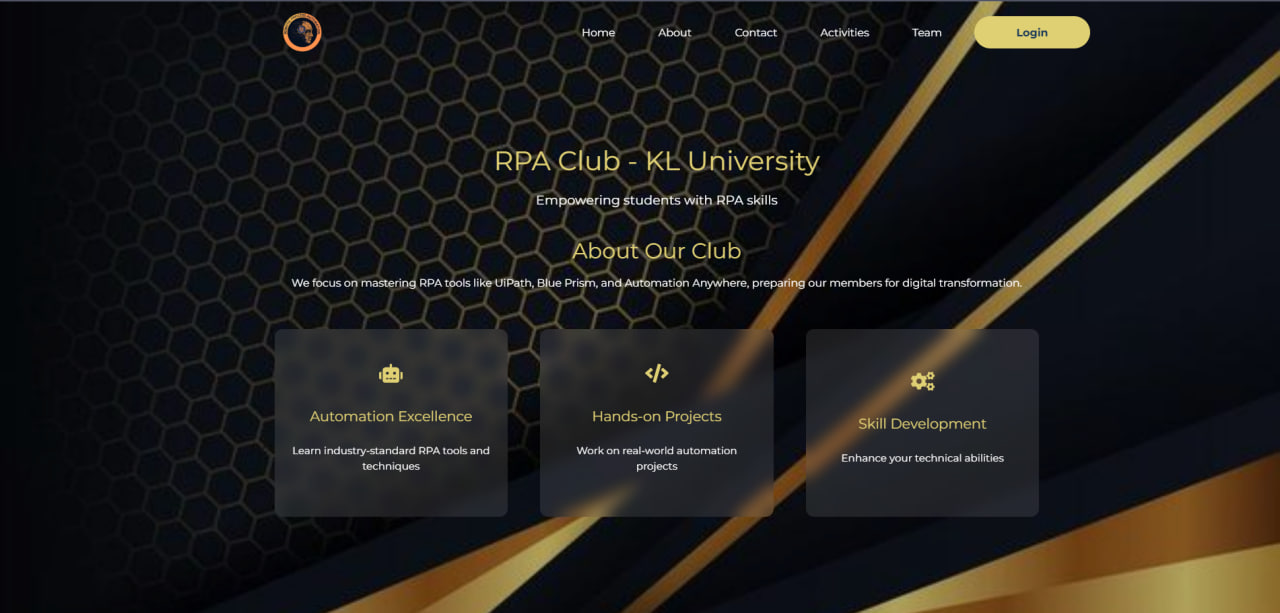 Home About Contact Activities Team Login
RPA Club - KL University
Empowering students with RPA skills
About Our Club
We focus on mastering RPA tools like UiPath, Blue Prism, and Automation Anywhere, preparing our members for digital transformation.
Automation Excellence
Learn industry-standard RPA tools and
techniques
Hands-on Projects
Work on real-world automation
projects
Skill Development
Enhance your technical abilities